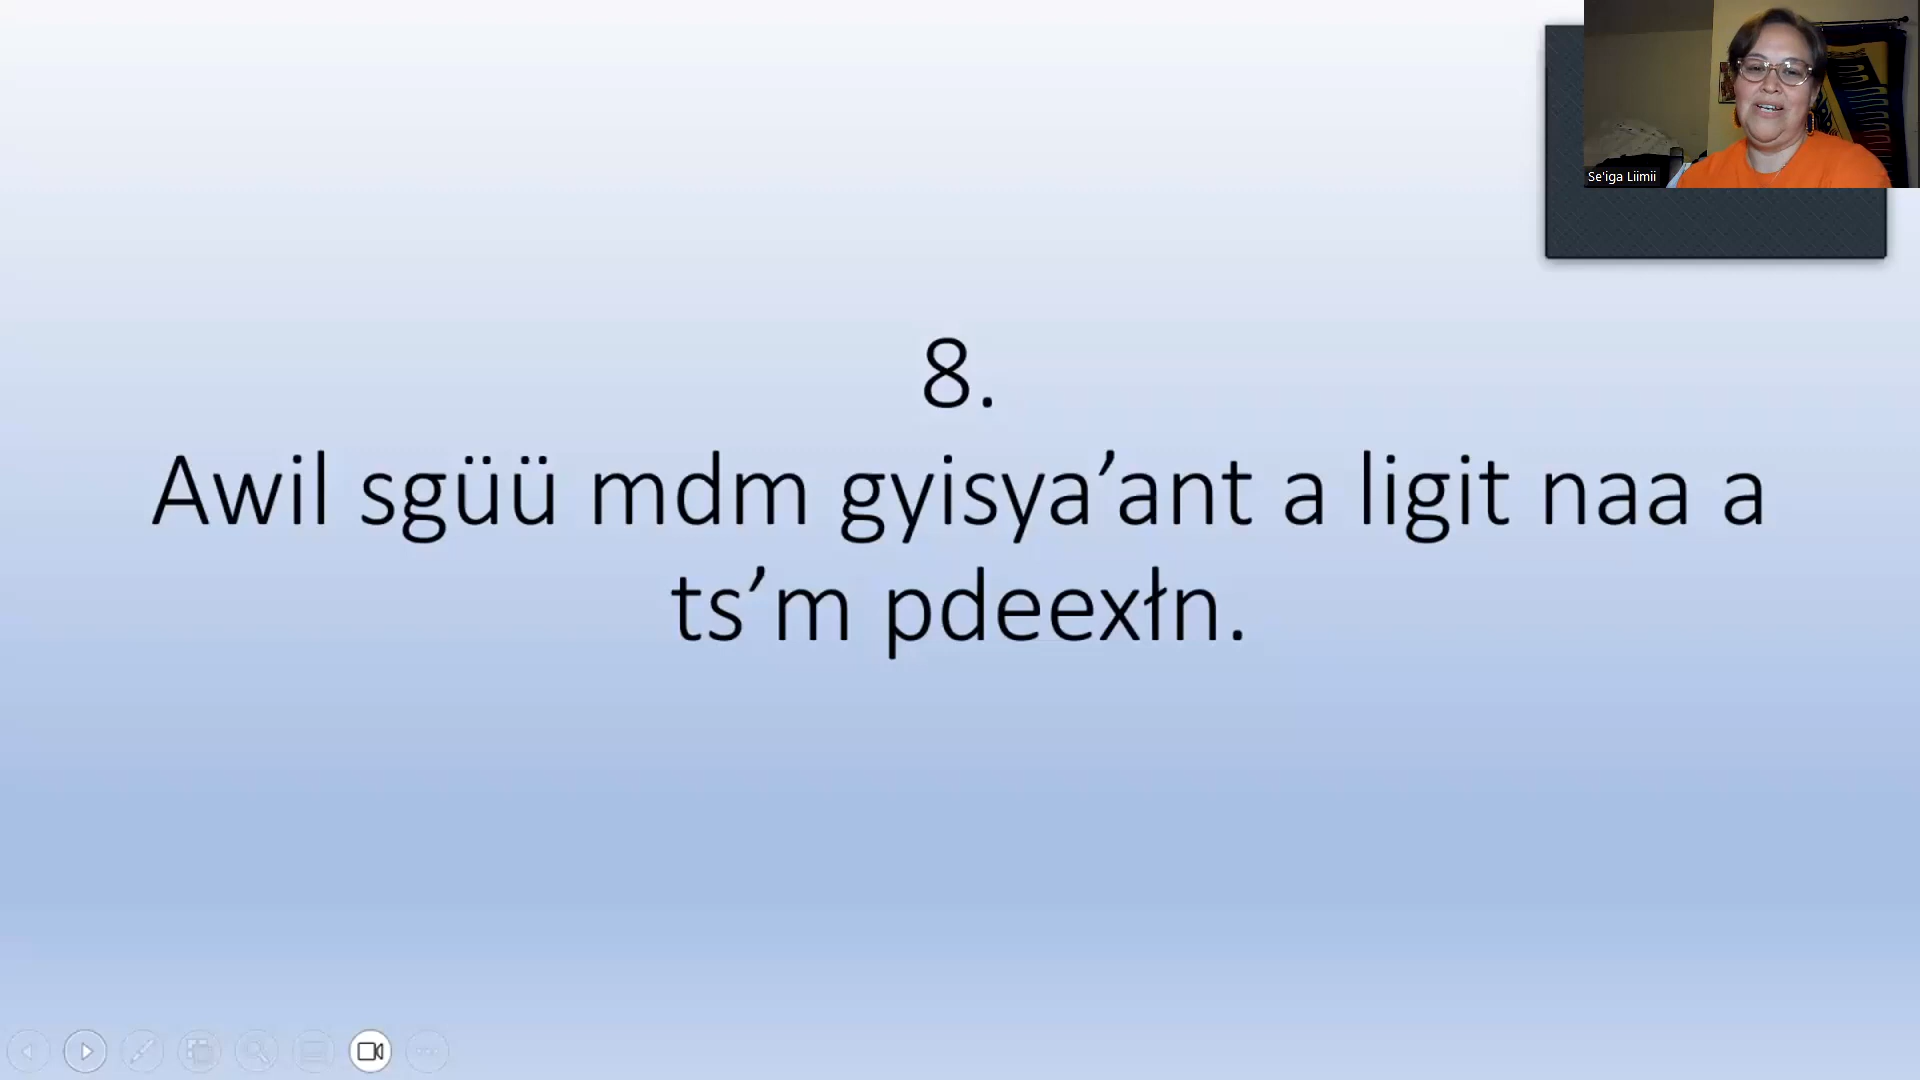 Se'iga Liimii
8.
Awil sgüü mdm gyisya’ant a ligit naa a
ts’m pdeexłn.